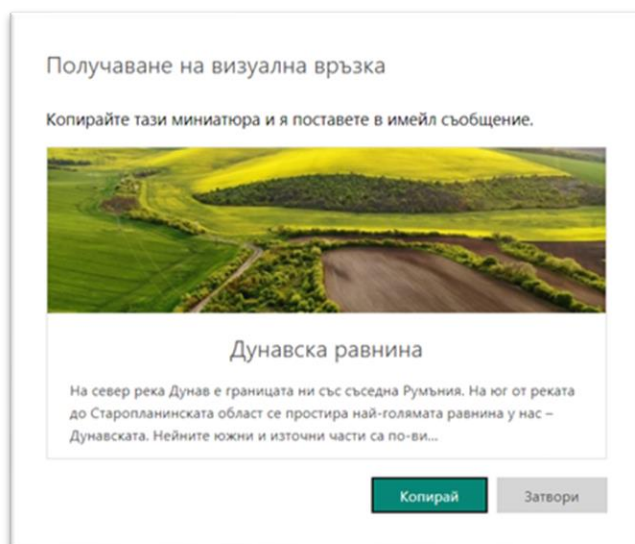 Получаване на визуална връзка
Копирайте тази миниатюра и я поставете в имейл съобщение.
Дунавска равнина
На север река Дунав е границата ни със съседна Румъния. На юг от реката
до Старопланинската област се простира най-голямата равнина у нас –
Дунавската. Нейните южни и източни части са по-ви...
Копирай
Затвори